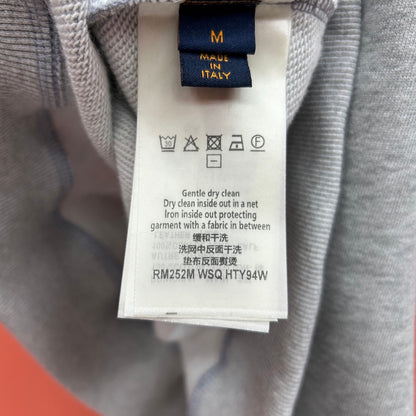 M
MADE
IN
ITALY
30
F
Gentle dry clean
Dry clean inside out in a net
Iron inside out protecting
garment with a fabric in between
缓和干洗
洗网中反面干洗
垫布反面熨烫
RM252M WSQ HTY94W